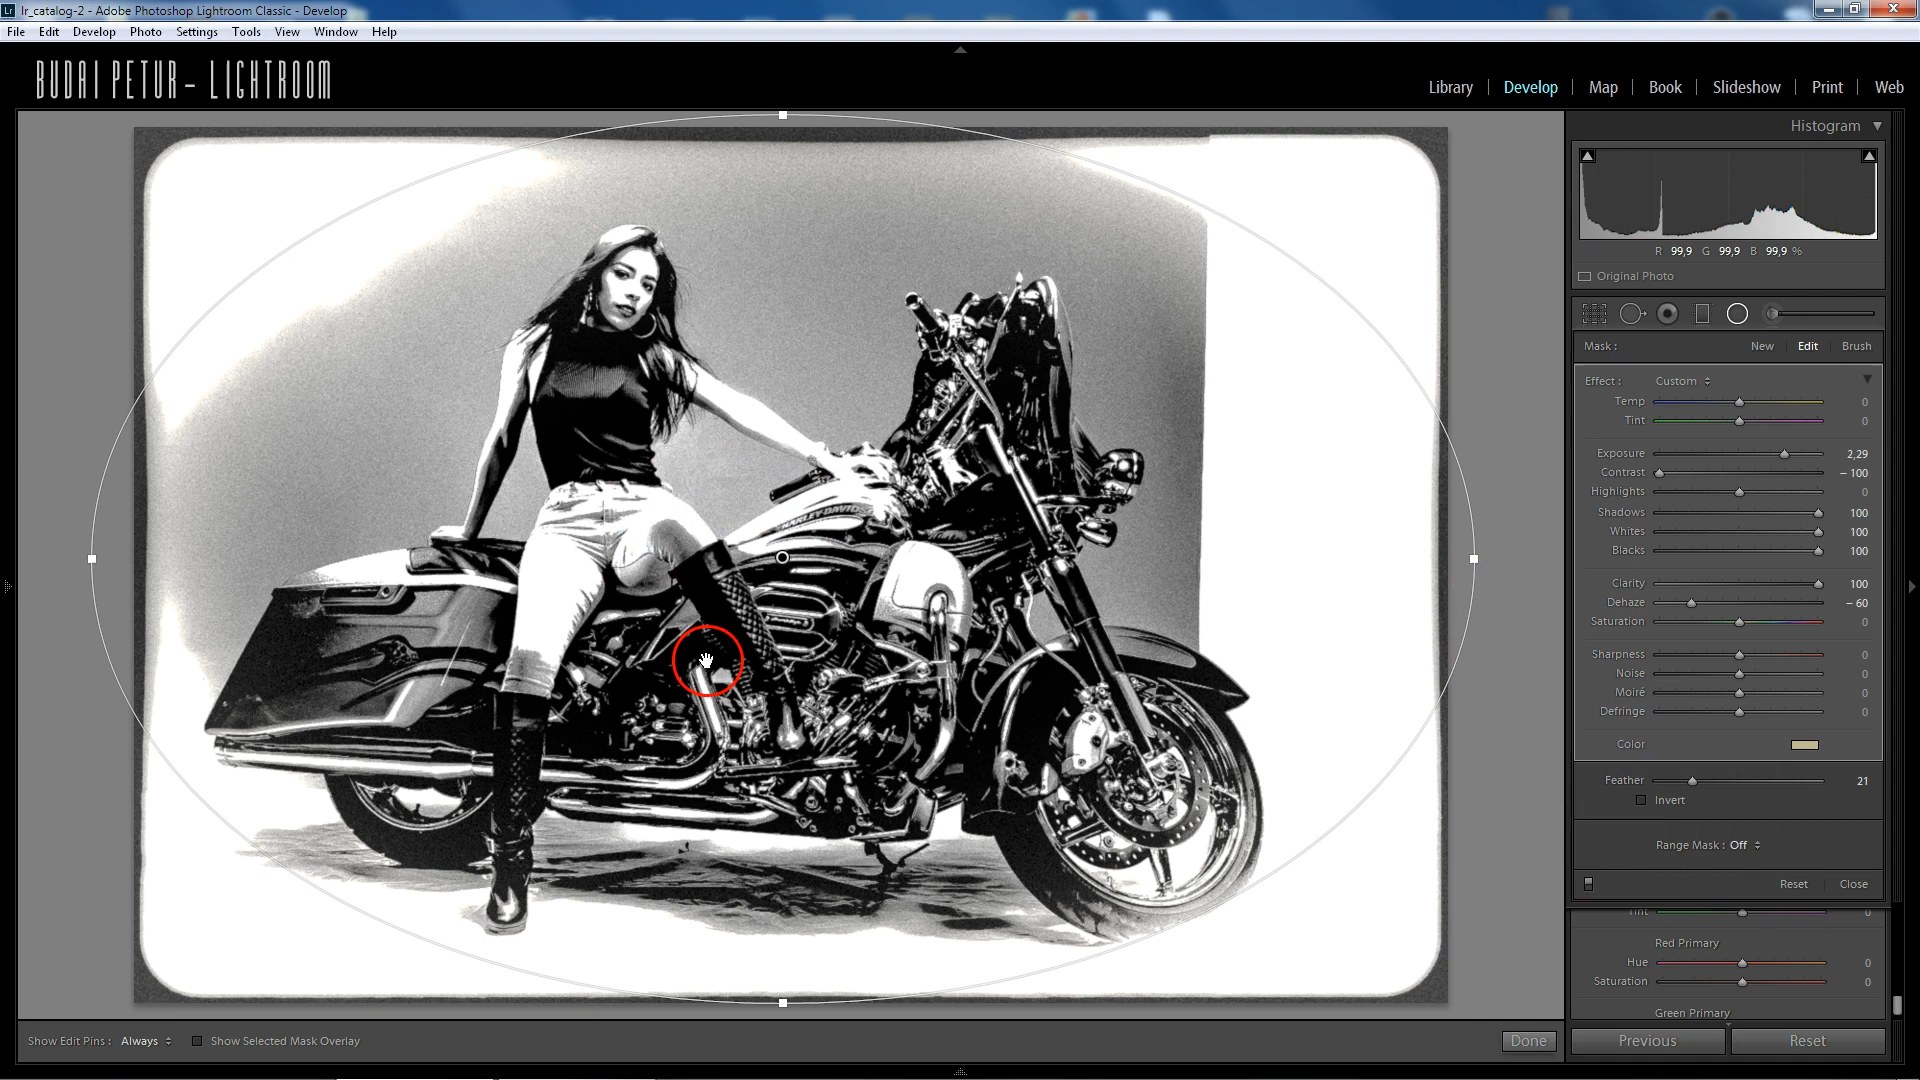 lr_catalog-2 - Adobe Photoshop Lightroom Classic - Develop
File Edit Develop Photo Settings Tools View Window Help
BUDAI PETUR - LIGHTROOM
Library | Develop | Map | Book | Slideshow | Print | Web
Histogram
R 99,9 G 99,9 B 99,9 %
Original Photo
Mask : New Edit Brush
Effect : Custom
Temp 0
Tint 0
Exposure 2,29
Contrast – 100
Highlights 0
Shadows 100
Whites 100
Blacks 100
Clarity 100
Dehaze – 60
Saturation 0
Sharpness 0
Noise 0
Moiré 0
Defringe 0
Color
Feather 21
Invert
Range Mask : Off
Reset Close
Tint 0
Red Primary
Hue 0
Saturation 0
Green Primary
HARLEY-DAVIDSON
Show Edit Pins : Always Show Selected Mask Overlay Done Previous Reset